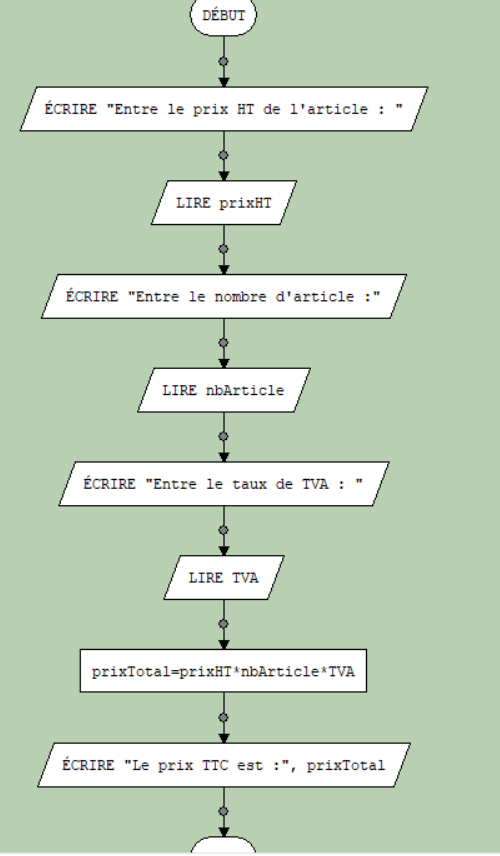 DÉBUT
ÉCRIRE "Entre le prix HT de l'article : "
LIRE prixHT
ÉCRIRE "Entre le nombre d'article :"
LIRE nbArticle
ÉCRIRE "Entre le taux de TVA : "
LIRE TVA
prixTotal=prixHT*nbArticle*TVA
ÉCRIRE "Le prix TTC est :", prixTotal